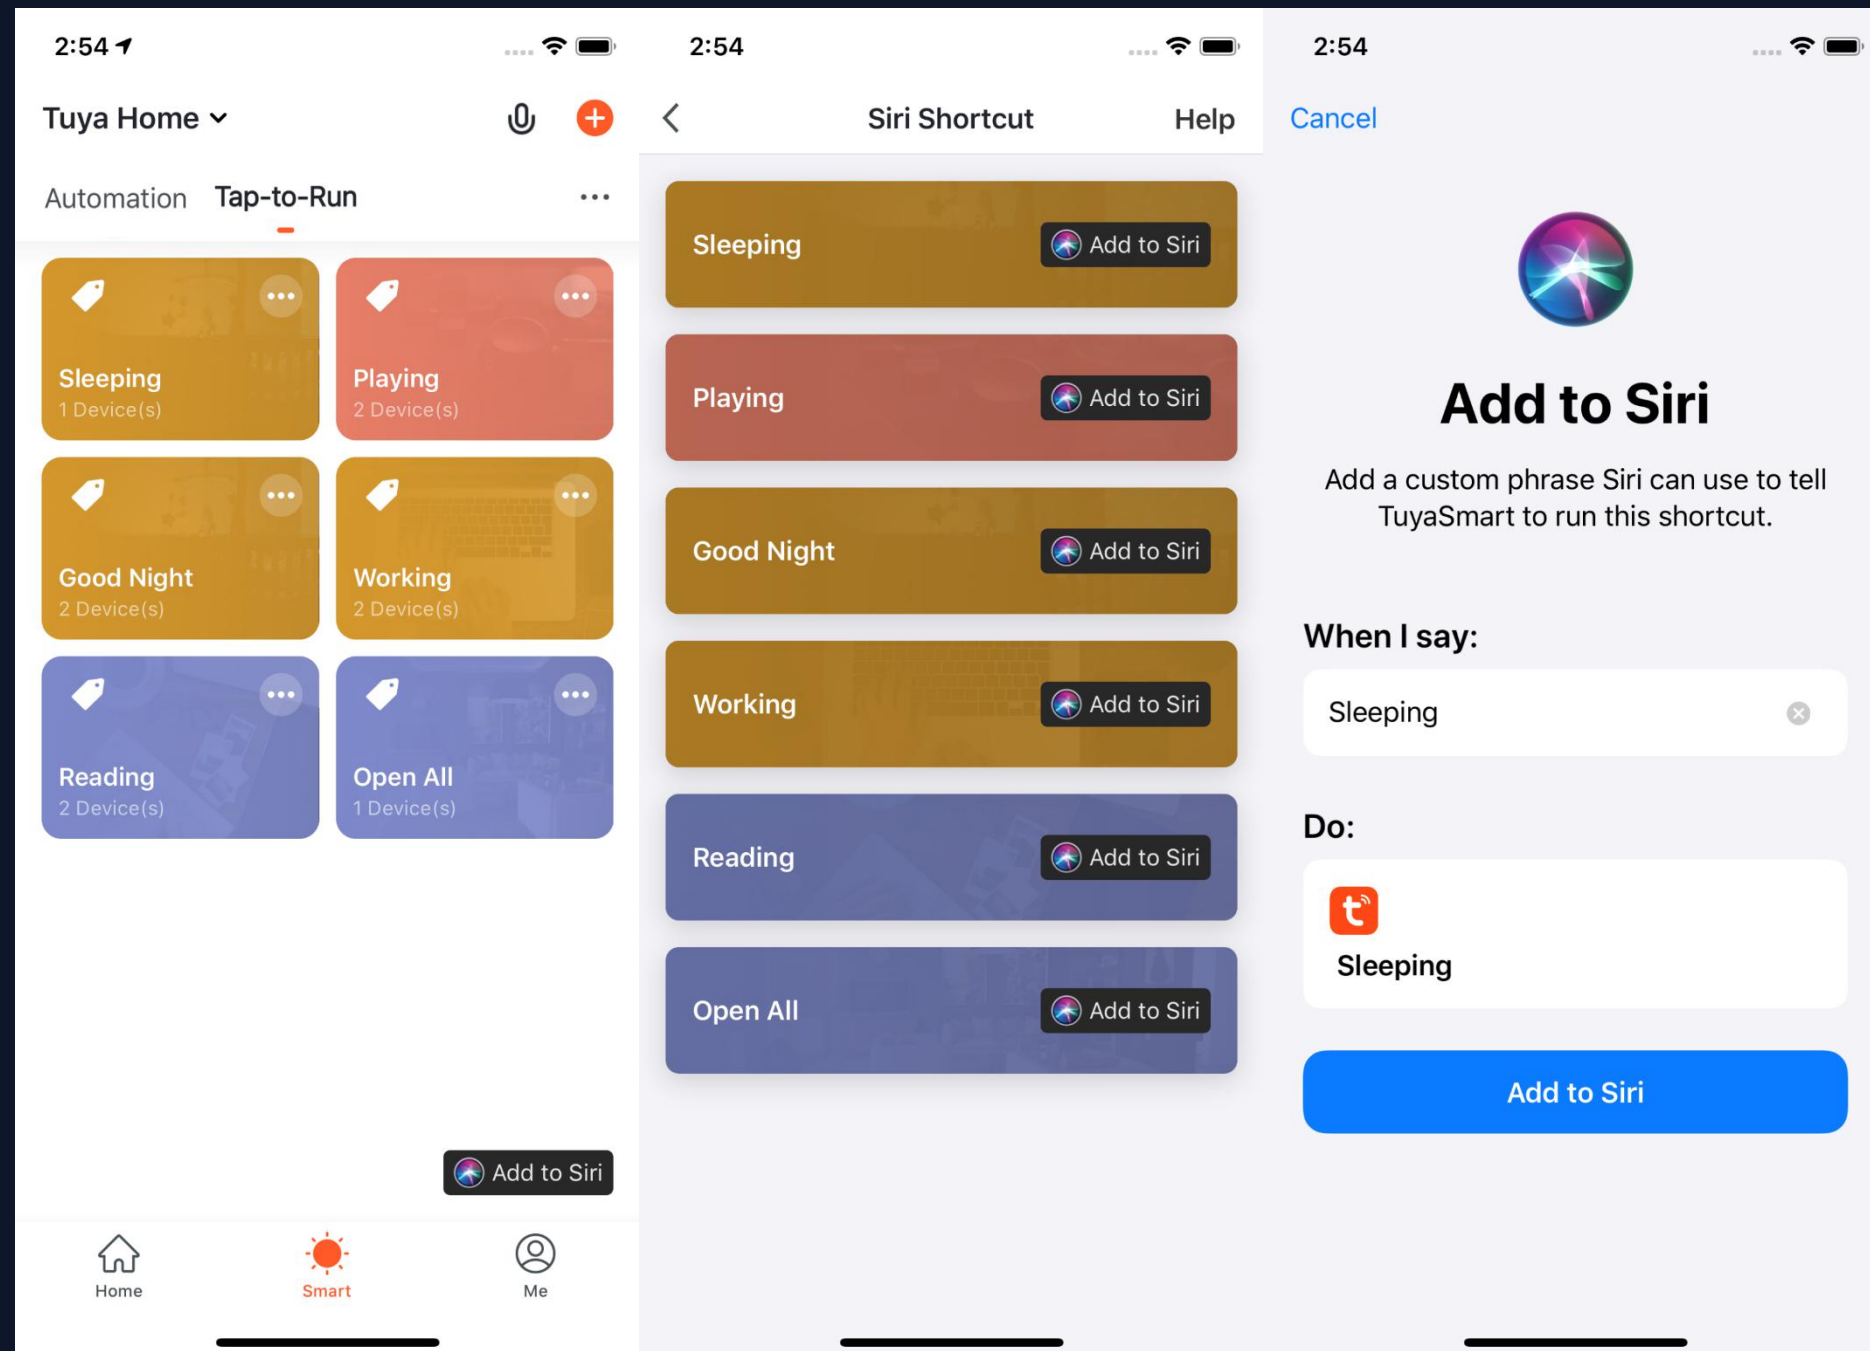 2:54
Tuya Home
Automation Tap-to-Run
Sleeping
1 Device(s)
Playing
2 Device(s)
Good Night
2 Device(s)
Working
2 Device(s)
Reading
2 Device(s)
Open All
1 Device(s)
Add to Siri
Home
Smart
Me
2:54
Siri Shortcut
Help
Sleeping
Add to Siri
Playing
Add to Siri
Good Night
Add to Siri
Working
Add to Siri
Reading
Add to Siri
Open All
Add to Siri
2:54
Cancel
Add to Siri
Add a custom phrase Siri can use to tell
TuyaSmart to run this shortcut.
When I say:
Sleeping
Do:
Sleeping
Add to Siri